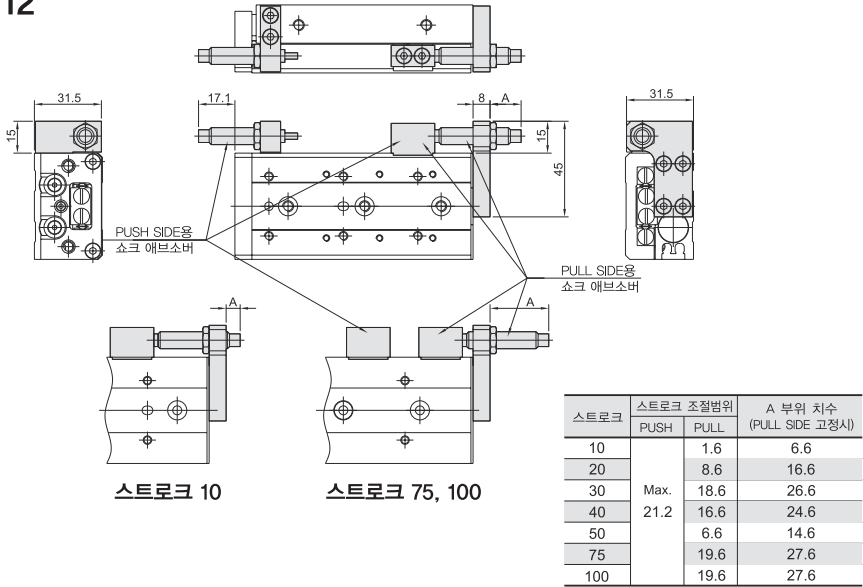 12
31.5
17.1
8
A
31.5
15
15
45
PUSH SIDE용
쇼크 애브소버
PULL SIDE용
쇼크 애브소버
A
A
스트로크 10
스트로크 75, 100
스트로크 스트로크 조절범위 A 부위 치수
PUSH PULL (PULL SIDE 고정시)
10 1.6 6.6
20 8.6 16.6
30 Max. 18.6 26.6
40 21.2 16.6 24.6
50 6.6 14.6
75 19.6 27.6
100 19.6 27.6